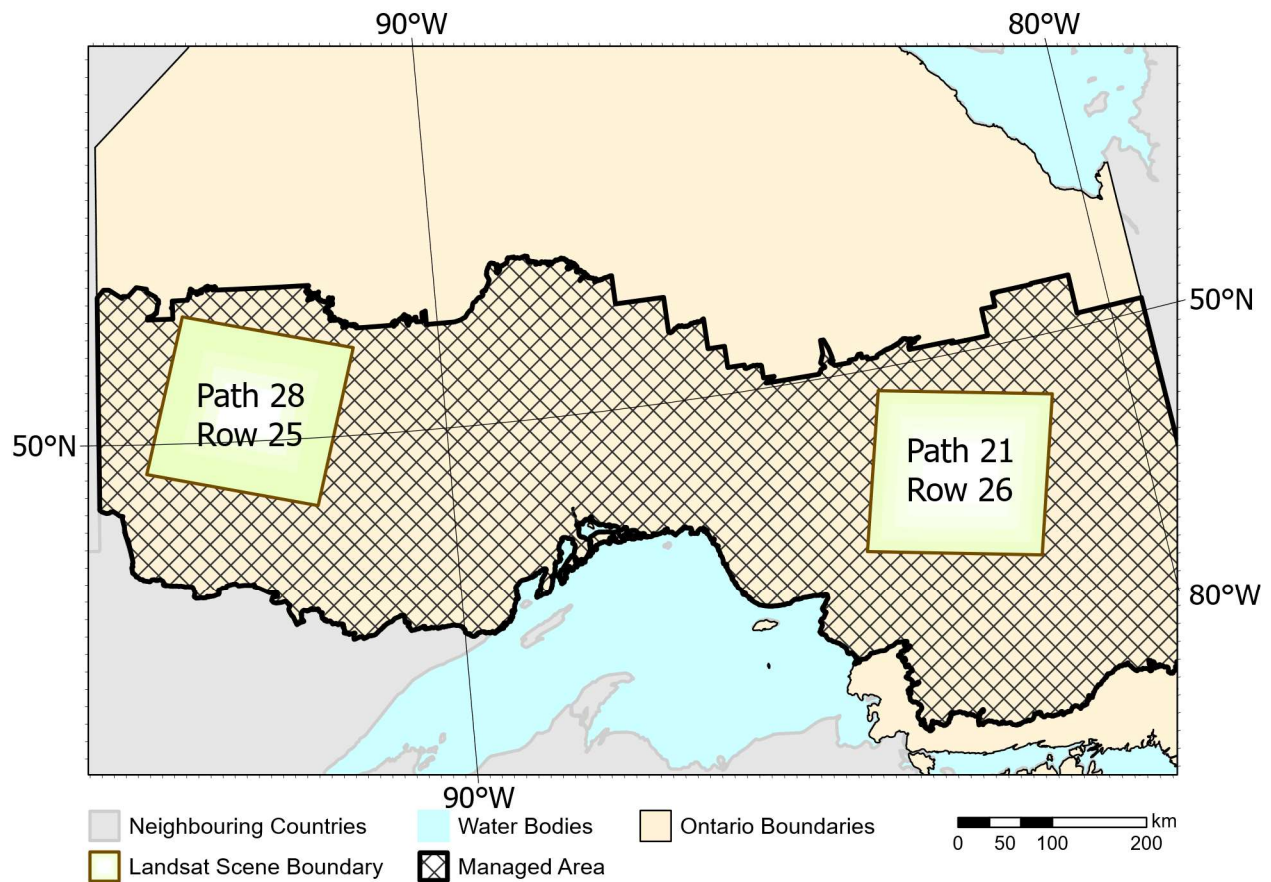 90°W
80°W
50°N
Path 28
Row 25
50°N
Path 21
Row 26
80°W
90°W
Neighbouring Countries
Water Bodies
Ontario Boundaries
km
0 50 100 200
Landsat Scene Boundary
Managed Area